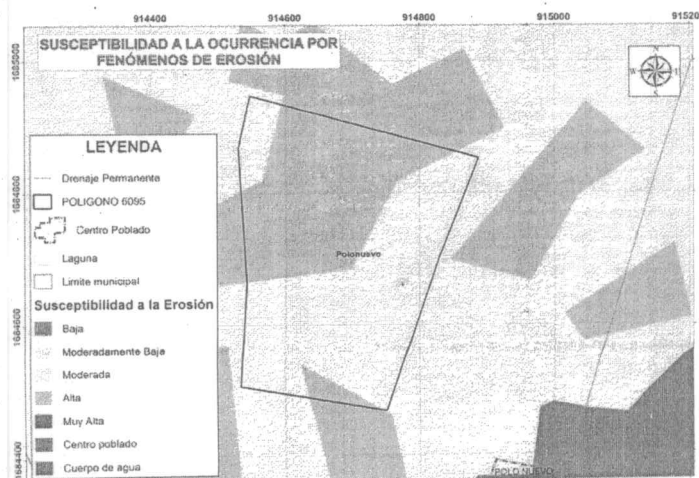 914400 914600 914800 915000 91520
SUSCEPTIBILIDAD A LA OCURRENCIA POR
FENÓMENOS DE EROSIÓN
N
W E
S
1685000
LEYENDA
Drenaje Permanente
1684800
POLIGONO 6095
Centro Poblado
Polonuevo
Laguna
Limite municipal
Susceptibilidad a la Erosión
1684600
Baja
Moderadamente Baja
Moderada
Alta
Muy Alta
Centro poblado
1684400
Cuerpo de agua
POLO NUEVO